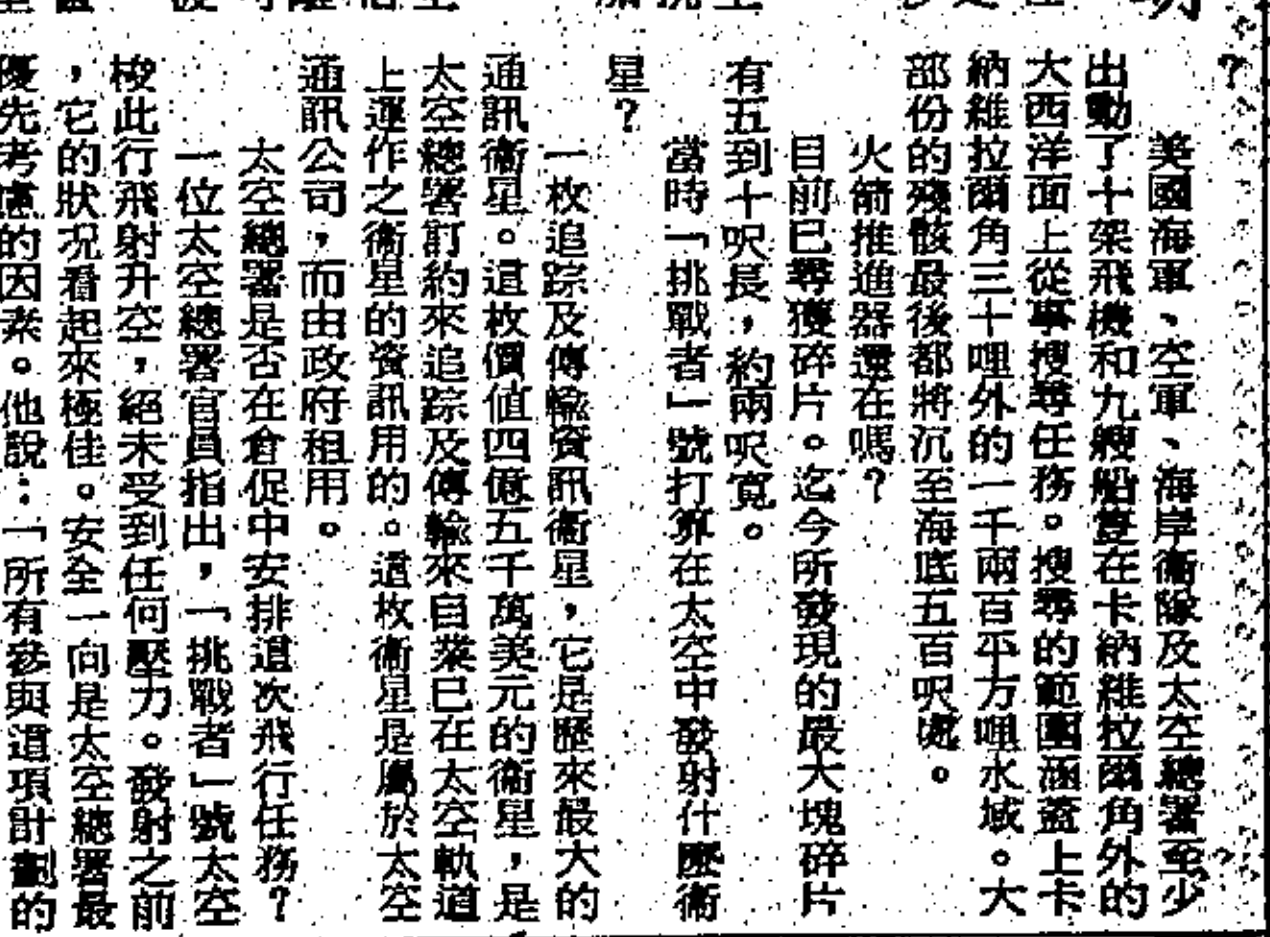 ？
美國海軍、空軍、海岸衞隊及太空總署至少
出動了十架飛機和九艘船隻在卡納維拉爾角外的
大西洋面上從事搜尋任務。搜尋的範圍涵蓋上卡
納維拉爾角三十哩外的一千兩百平方哩水域。大
部份的殘骸最後都將沉至海底五百呎處。
火箭推進器還在嗎？
目前已尋獲碎片。迄今所發現的最大塊碎片
有五到十呎長，約兩呎寬。
當時「挑戰者」號打算在太空中發射什麼衞
星？
一枚追踪及傳輸資訊衞星，它是歷來最大的
通訊衞星。這枚價值四億五千萬美元的衞星，是
太空總署訂約來追踪及傳輸來自業已在太空軌道
上運作之衞星的資訊用的。這枚衞星是屬於太空
通訊公司，而由政府租用。
太空總署是否在倉促中安排這次飛行任務？
一位太空總署官員指出，「挑戰者」號太空
梭此行飛射升空，絕未受到任何壓力。發射之前
，它的狀況看起來極佳。安全一向是太空總署最
優先考慮的因素。他說：「所有參與這項計劃的